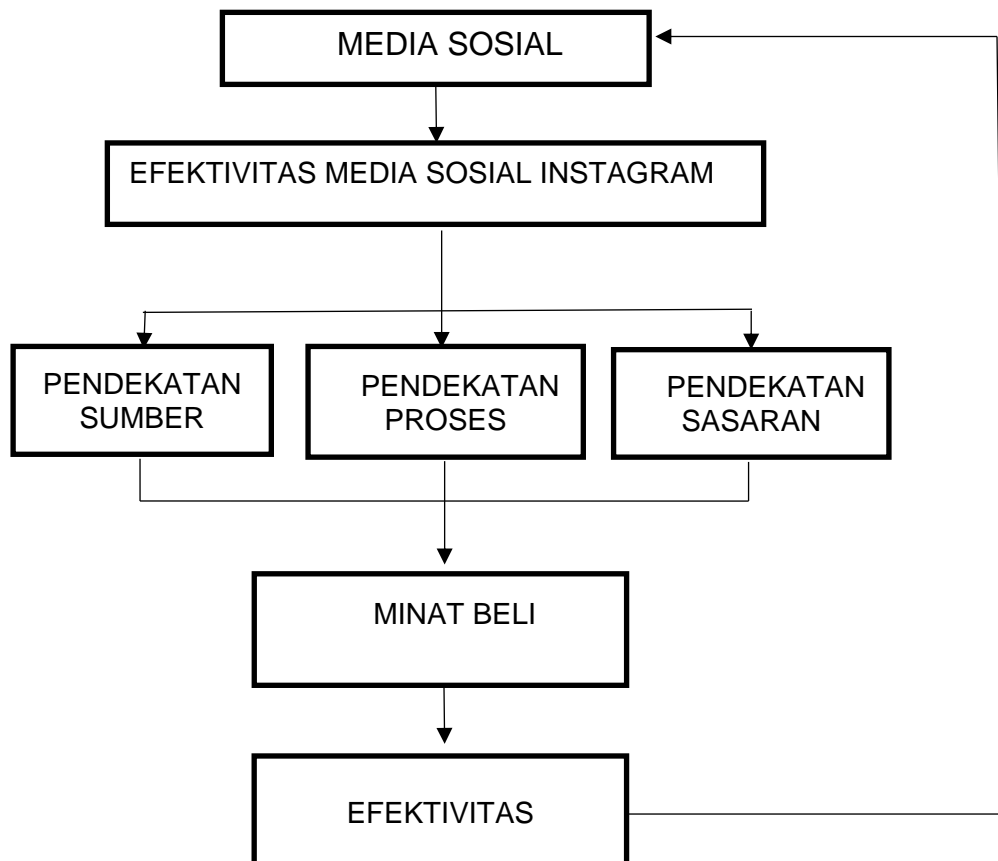 MEDIA SOSIAL
EFEKTIVITAS MEDIA SOSIAL INSTAGRAM
PENDEKATAN
SUMBER
PENDEKATAN
PROSES
PENDEKATAN
SASARAN
MINAT BELI
EFEKTIVITAS